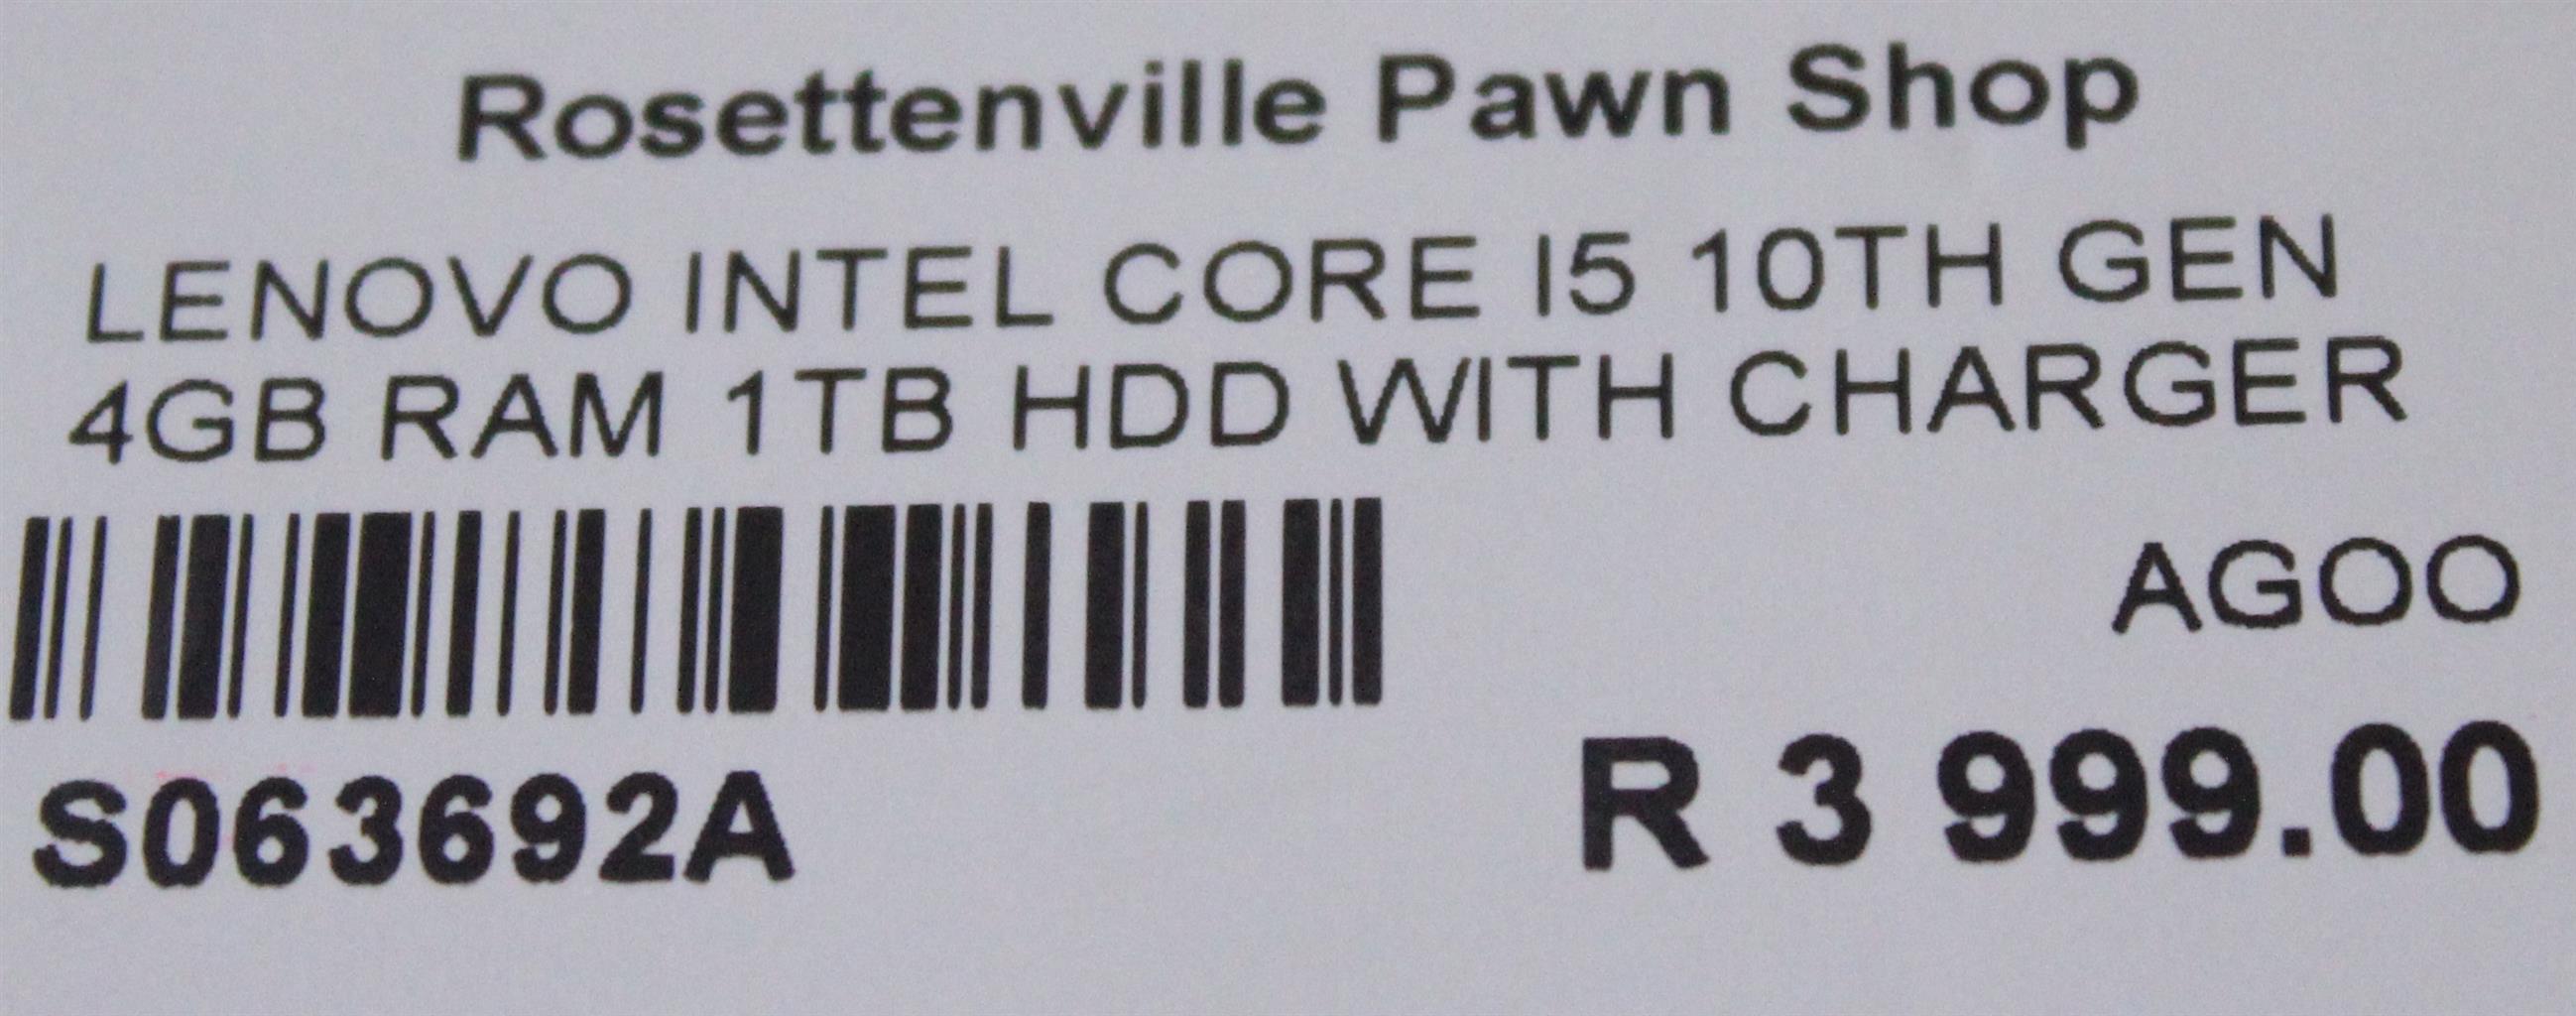 Rosettenville Pawn Shop
LENOVO INTEL CORE I5 10TH GEN
4GB RAM 1TB HDD WITH CHARGER
AGOO
S063692A
R 3 999.00